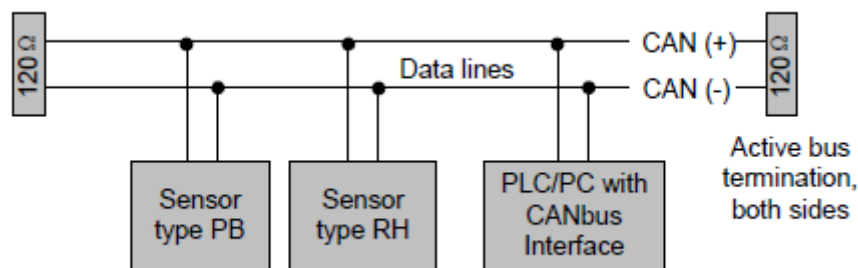 120 Ω
CAN (+)
120 Ω
Data lines
CAN (-)
Sensor
type PB
Sensor
type RH
PLC/PC with
CANbus
Interface
Active bus
termination,
both sides